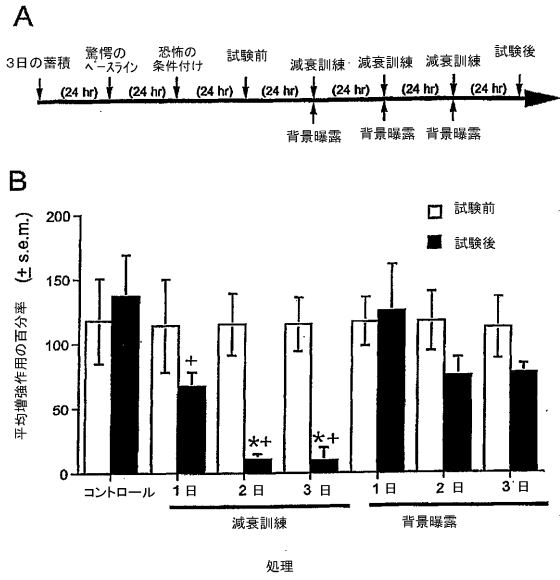 A
3日の蓄積
驚愕の
ベースライン
恐怖の
条件付け
試験前
減衰訓練
減衰訓練
減衰訓練
試験後
(24 hr) (24 hr) (24 hr) (24 hr) (24 hr) (24 hr) (24 hr)
背景曝露
背景曝露
背景曝露
B
平均増強作用の百分率 (± s.e.m.)
200
150
100
50
0
試験前
試験後
+
*+
*+
コントロール
1日 2日 3日 1日 2日 3日
減衰訓練
背景曝露
処理